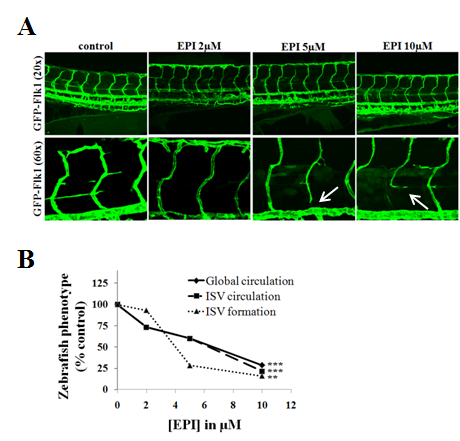 A
control EPI 2µM EPI 5µM EPI 10µM
GFP-Flk1 (20x)
GFP-Flk1 (60x)
B
Zebrafish phenotype
(% control)
125
100
75
50
25
0
Global circulation
ISV circulation
ISV formation
***
***
**
0 2 4 6 8 10 12
[EPI] in µM